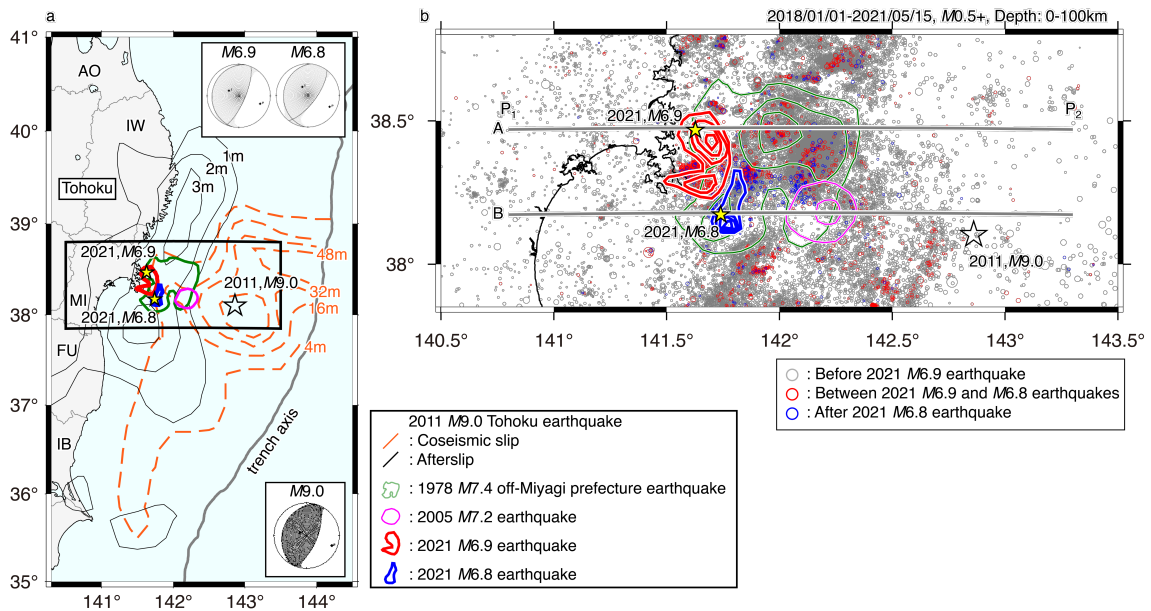 a
41°
40°
39°
38°
37°
36°
35°
141°
142°
143°
144°
AO
IW
Tohoku
MI
FU
IB
M6.9
M6.8
1m
2m
3m
2021,M6.9
2021,M6.8
2011,M9.0
48m
32m
16m
4m
trench axis
M9.0
b
2018/01/01-2021/05/15, M0.5+, Depth: 0-100km
38.5°
38°
140.5°
141°
141.5°
142°
142.5°
143°
143.5°
P1
P2
A
B
2021,M6.9
2021,M6.8
2011,M9.0
: Before 2021 M6.9 earthquake
: Between 2021 M6.9 and M6.8 earthquakes
: After 2021 M6.8 earthquake
2011 M9.0 Tohoku earthquake
: Coseismic slip
: Afterslip
: 1978 M7.4 off-Miyagi prefecture earthquake
: 2005 M7.2 earthquake
: 2021 M6.9 earthquake
: 2021 M6.8 earthquake